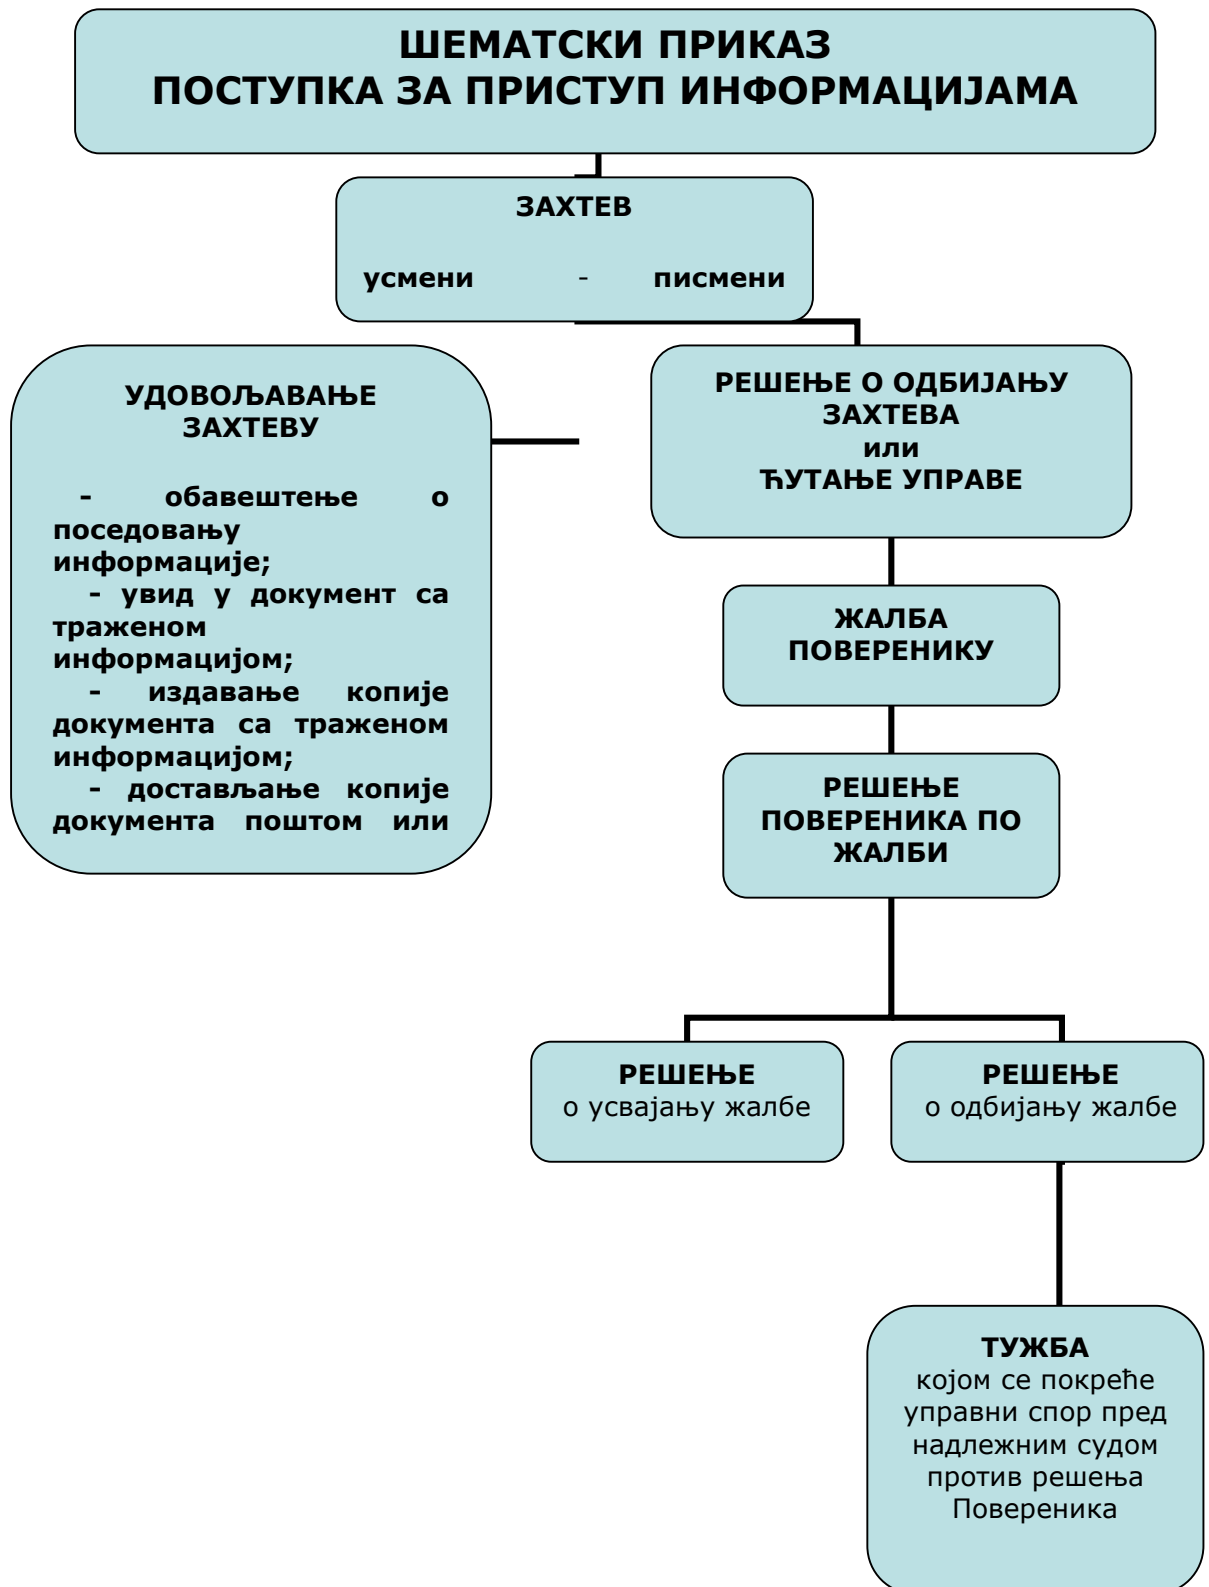 ШЕМАТСКИ ПРИКАЗ
ПОСТУПКА ЗА ПРИСТУП ИНФОРМАЦИЈАМА
ЗАХТЕВ
усмени - писмени
УДОВОЉАВАЊЕ
ЗАХТЕВУ
- обавештење о
поседовању
информације;
- увид у документ са
траженом
информацијом;
- издавање копије
документа са траженом
информацијом;
- достављање копије
документа поштом или
РЕШЕЊЕ О ОДБИЈАЊУ
ЗАХТЕВА
или
ЋУТАЊЕ УПРАВЕ
ЖАЛБА
ПОВЕРЕНИКУ
РЕШЕЊЕ
ПОВЕРЕНИКА ПО
ЖАЛБИ
РЕШЕЊЕ
о усвајању жалбе
РЕШЕЊЕ
о одбијању жалбе
ТУЖБА
којом се покреће
управни спор пред
надлежним судом
против решења
Повереника